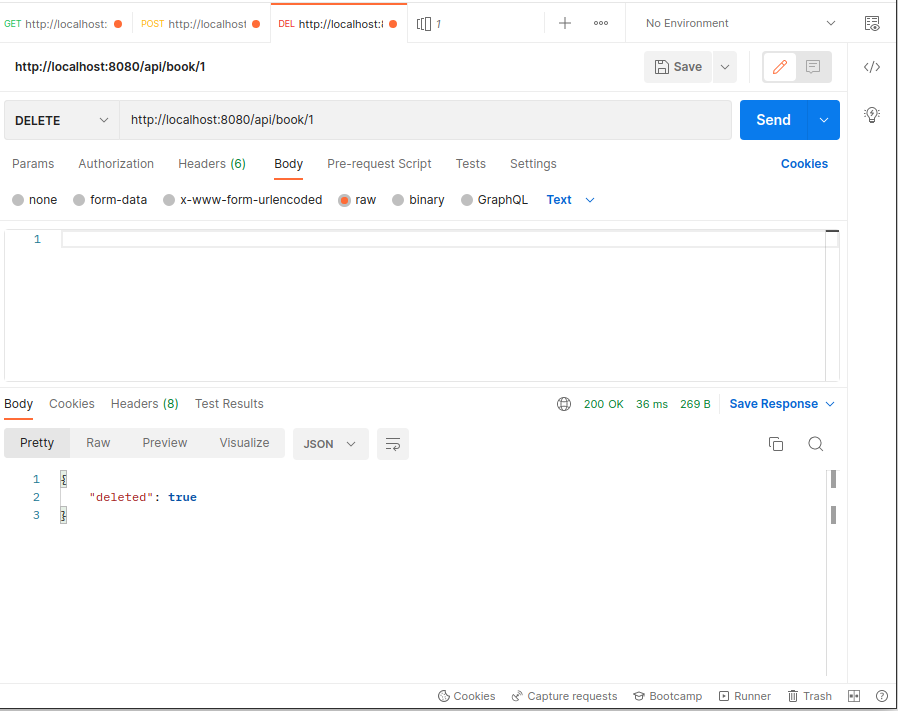 GET http://localhost: POST http://localhost DEL http://localhost: 1 No Environment
http://localhost:8080/api/book/1 Save
DELETE http://localhost:8080/api/book/1 Send
Params Authorization Headers (6) Body Pre-request Script Tests Settings Cookies
none form-data x-www-form-urlencoded raw binary GraphQL Text
1
Body Cookies Headers (8) Test Results 200 OK 36 ms 269 B Save Response
Pretty Raw Preview Visualize JSON
1 {
2 "deleted": true
3 }
Cookies Capture requests Bootcamp Runner Trash